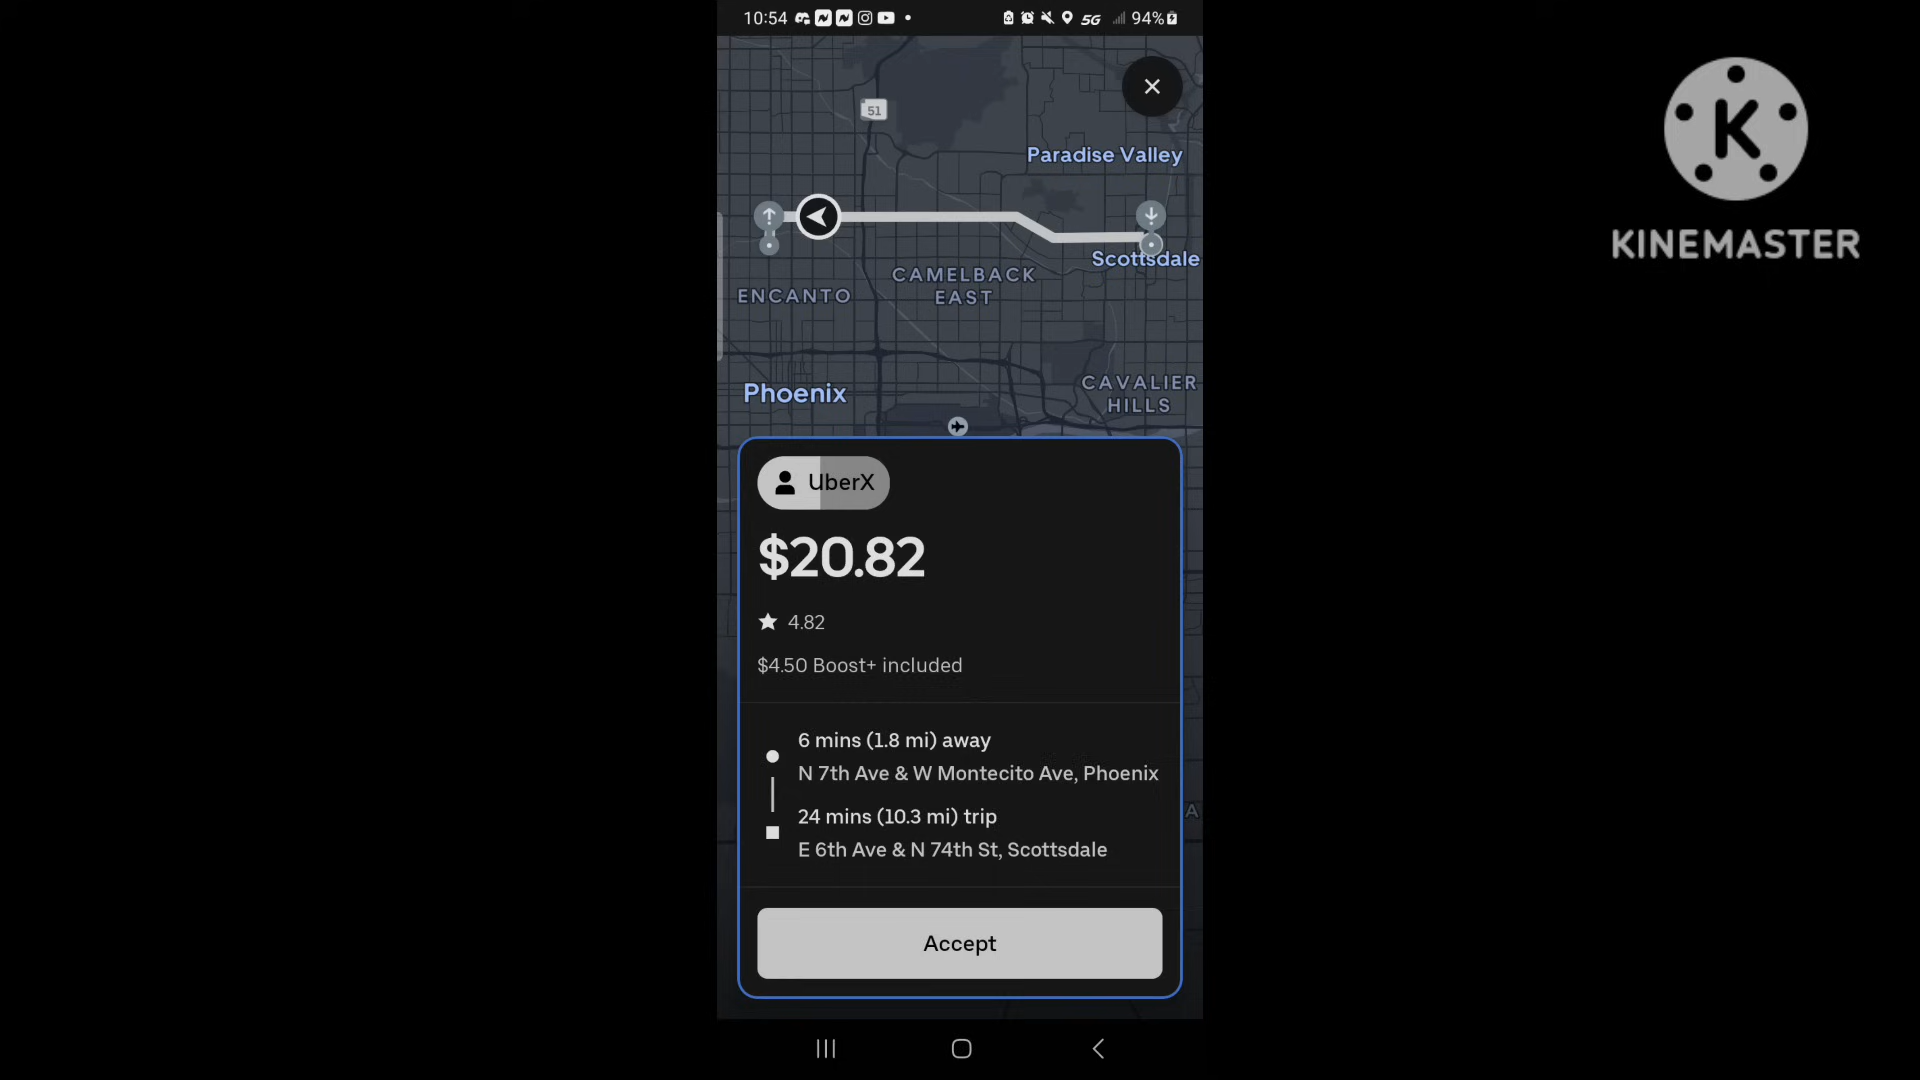 10:54
5G
94%
51
Paradise Valley
Scottsdale
CAMELBACK
EAST
ENCANTO
Phoenix
CAVALIER
HILLS
UberX
$20.82
4.82
$4.50 Boost+ included
6 mins (1.8 mi) away
N 7th Ave & W Montecito Ave, Phoenix
24 mins (10.3 mi) trip
E 6th Ave & N 74th St, Scottsdale
A
Accept
K
KINEMASTER